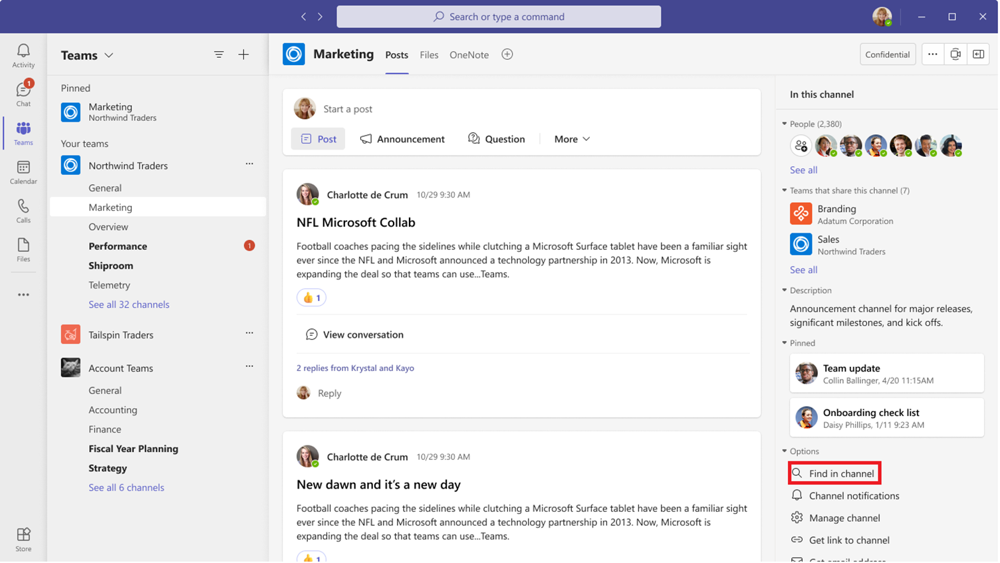 Search or type a command
Activity
1
Chat
Teams
Calendar
Calls
Files
Store
Teams
Pinned
Marketing
Northwind Traders
Your teams
Northwind Traders
General
Marketing
Overview
Performance 1
Shiproom
Telemetry
See all 32 channels
Tailspin Traders
Account Teams
General
Accounting
Finance
Fiscal Year Planning
Strategy
See all 6 channels
Marketing Posts Files OneNote
Confidential
Start a post
Post Announcement Question More
Charlotte de Crum 10/29 9:30 AM
NFL Microsoft Collab
Football coaches pacing the sidelines while clutching a Microsoft Surface tablet have been a familiar sight
ever since the NFL and Microsoft announced a technology partnership in 2013. Now, Microsoft is
expanding the deal so that teams can use...Teams.
1
View conversation
2 replies from Krystal and Kayo
Reply
Charlotte de Crum 10/29 9:30 AM
New dawn and it's a new day
Football coaches pacing the sidelines while clutching a Microsoft Surface tablet have been a familiar sight
ever since the NFL and Microsoft announced a technology partnership in 2013. Now, Microsoft is
expanding the deal so that teams can use...Teams.
1
In this channel
People (2,380)
See all
Teams that share this channel (7)
Branding
Adatum Corporation
Sales
Northwind Traders
See all
Description
Announcement channel for major releases,
significant milestones, and kick offs.
Pinned
Team update
Collin Ballinger, 4/20 11:15AM
Onboarding check list
Daisy Phillips, 1/11 9:23 AM
Options
Find in channel
Channel notifications
Manage channel
Get link to channel
Get email address